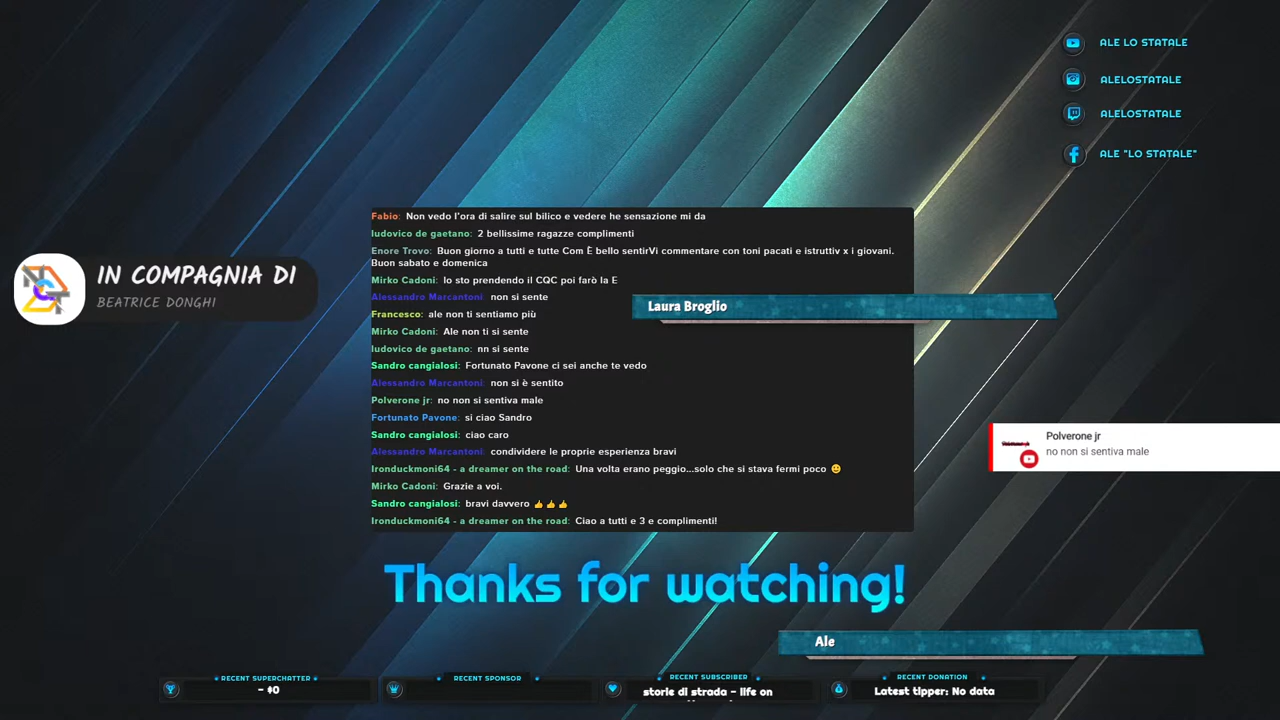 ALE LO STATALE
ALELOSTATALE
ALELOSTATALE
ALE "LO STATALE"
IN COMPAGNIA DI
BEATRICE DONGHI
Fabio: Non vedo l'ora di salire sul bilico e vedere he sensazione mi da
ludovico de gaetano: 2 bellissime ragazze complimenti
Enore Trovo: Buon giorno a tutti e tutte Com È bello sentirVi commentare con toni pacati e istruttiv x i giovani.
Buon sabato e domenica
Mirko Cadoni: Io sto prendendo il CQC poi farò la E
Alessandro Marcantoni: non si sente
Francesco: ale non ti sentiamo più
Mirko Cadoni: Ale non ti si sente
ludovico de gaetano: nn si sente
Sandro cangialosi: Fortunato Pavone ci sei anche te vedo
Alessandro Marcantoni: non si è sentito
Polverone jr: no non si sentiva male
Fortunato Pavone: si ciao Sandro
Sandro cangialosi: ciao caro
Alessandro Marcantoni: condividere le proprie esperienza bravi
Ironduckmoni64 - a dreamer on the road: Una volta erano peggio...solo che si stava fermi poco 🙂
Mirko Cadoni: Grazie a voi.
Sandro cangialosi: bravi davvero 👍👍👍
Ironduckmoni64 - a dreamer on the road: Ciao a tutti e 3 e complimenti!
Laura Broglio
Polverone jr
no non si sentiva male
Thanks for watching!
Ale
RECENT SUPERCHATTER
- $0
RECENT SPONSOR
RECENT SUBSCRIBER
storie di strada - life on
RECENT DONATION
Latest tipper: No data